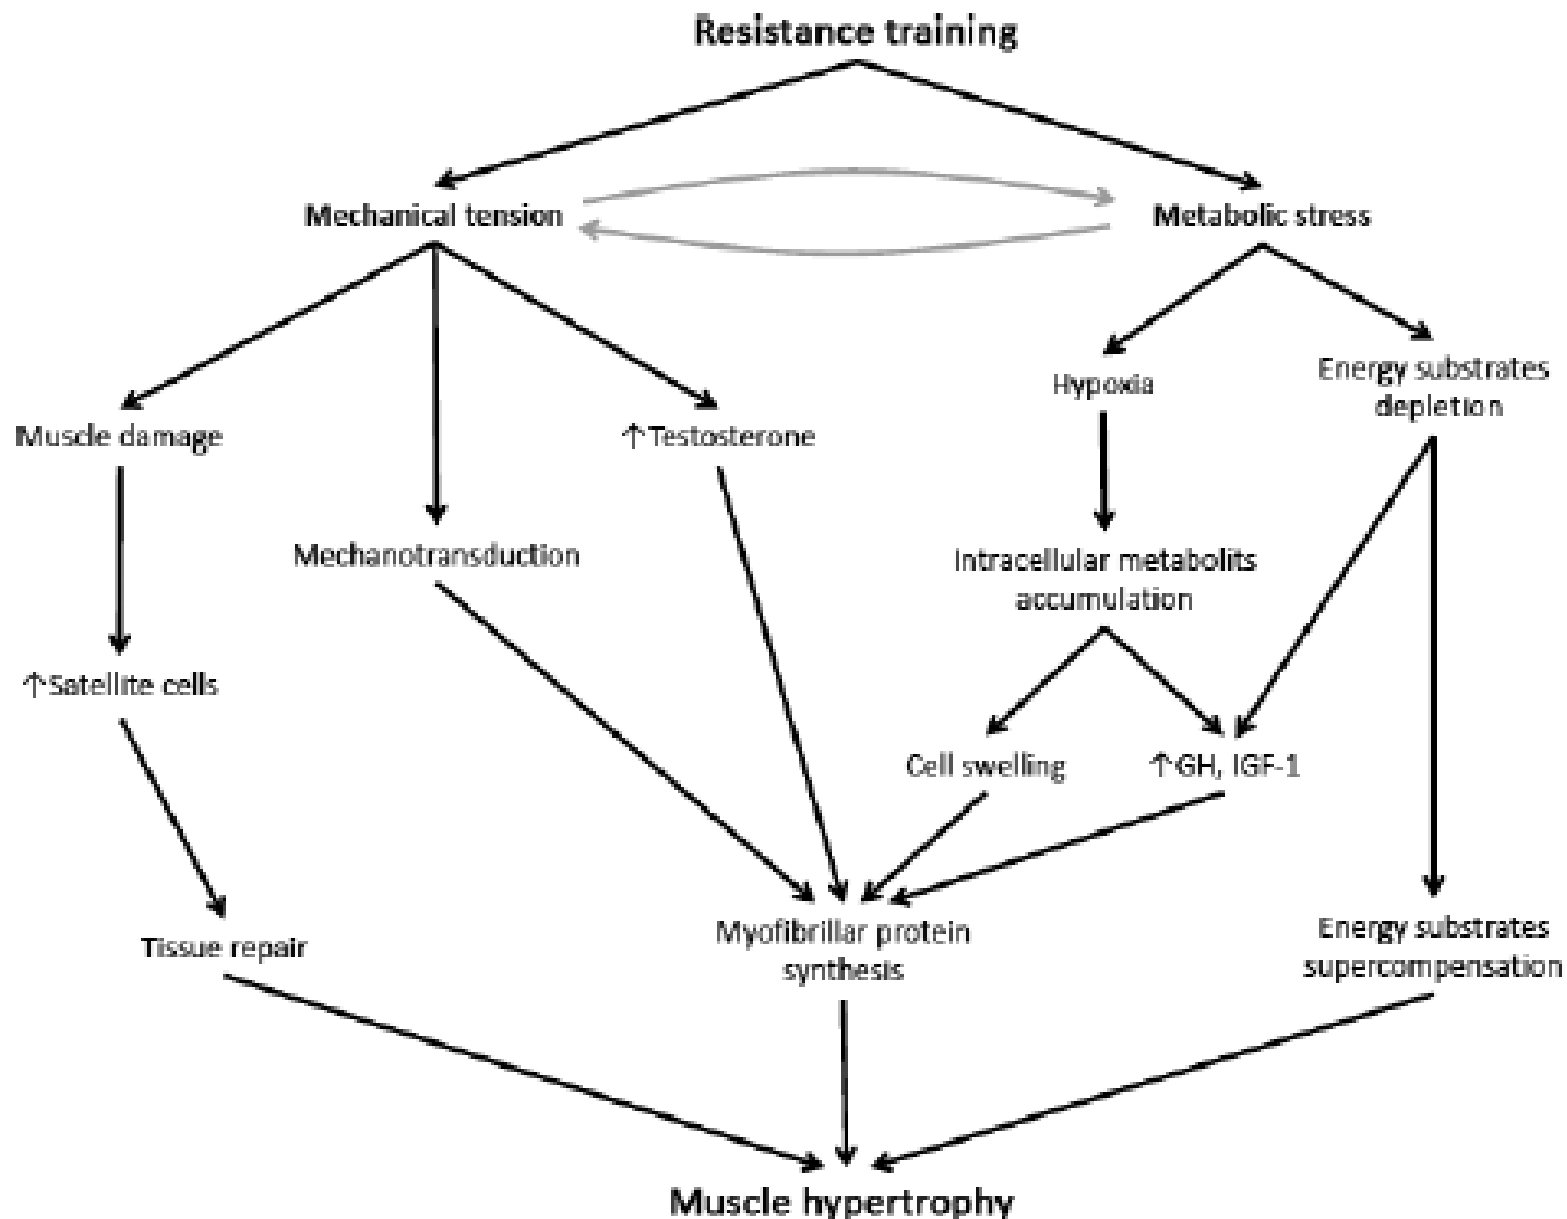 Resistance training
Mechanical tension
Metabolic stress
Hypoxia
Energy substrates
depletion
Muscle damage
↑Testosterone
Mechanotransduction
Intracellular metabolits
accumulation
↑Satellite cells
Cell swelling
↑GH, IGF-1
Tissue repair
Myofibrillar protein
synthesis
Energy substrates
supercompensation
Muscle hypertrophy